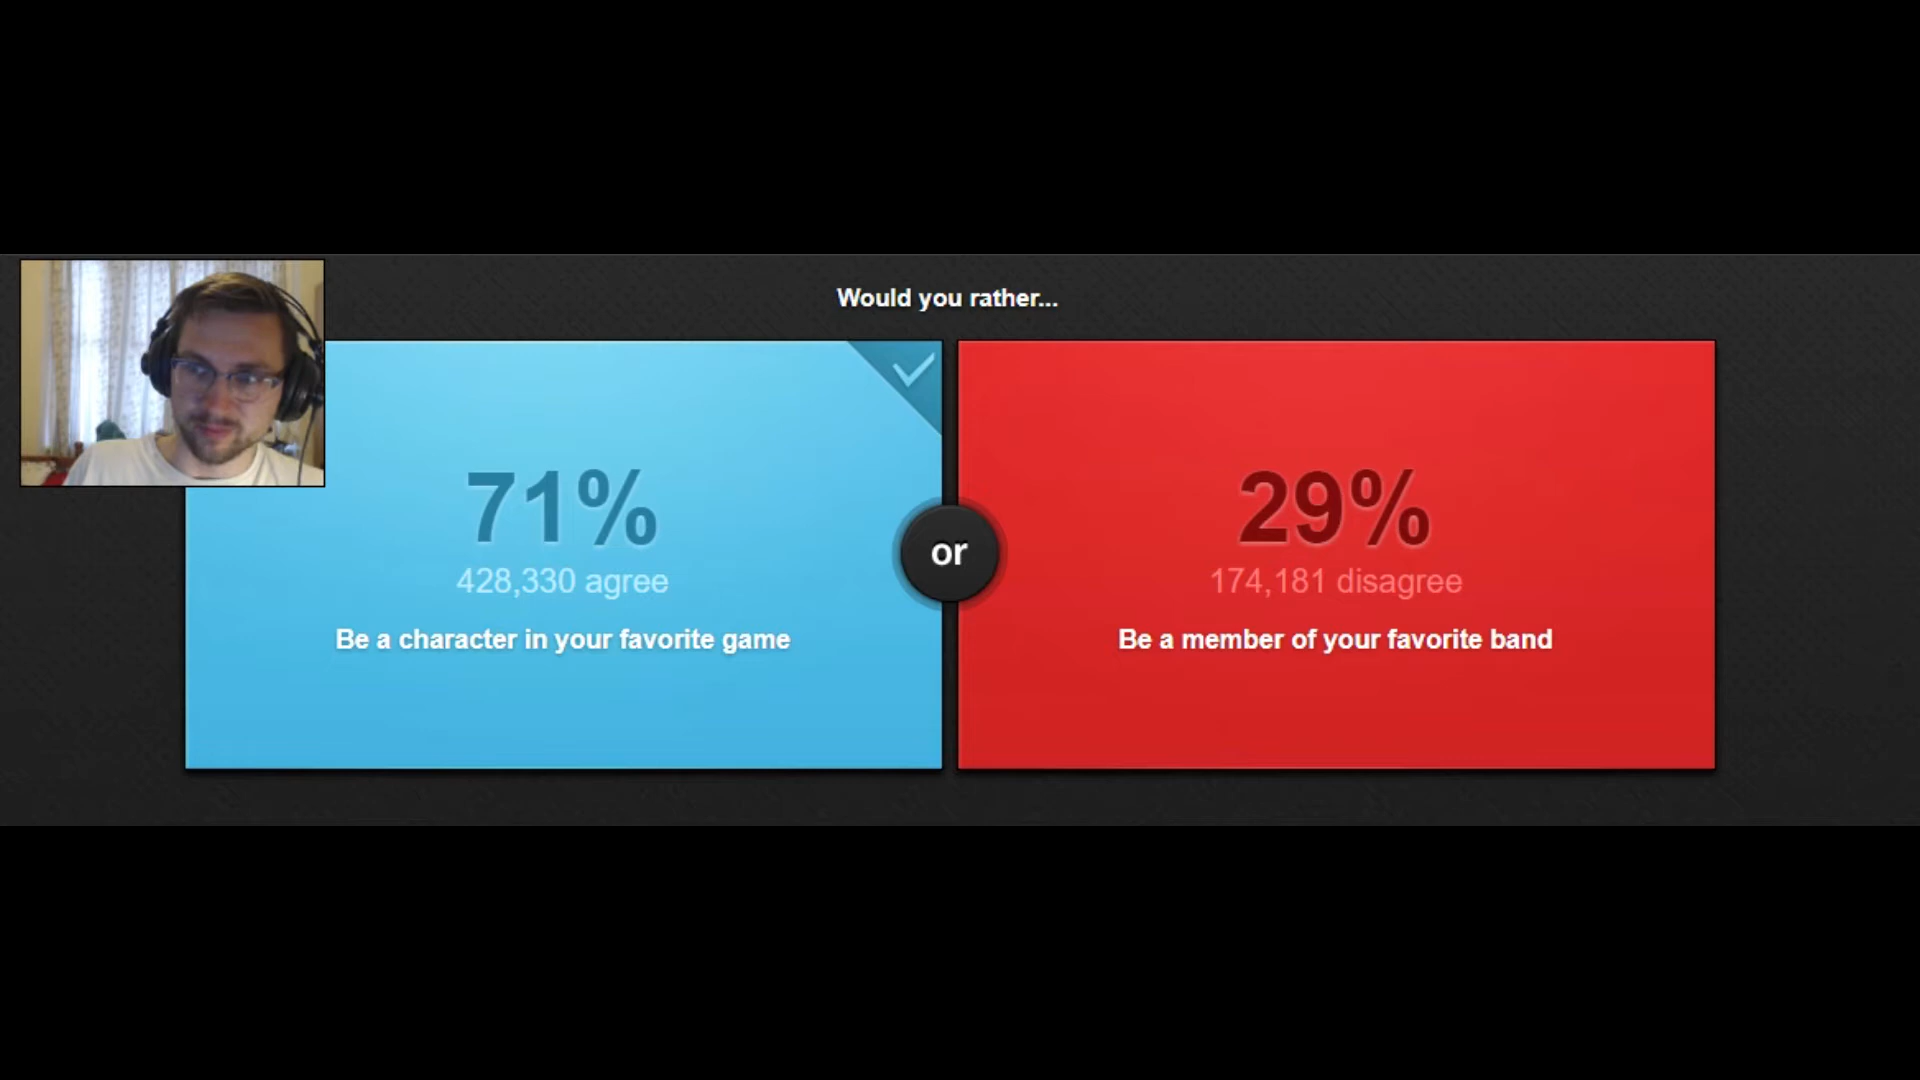 Would you rather...
71%
428,330 agree
Be a character in your favorite game
or
29%
174,181 disagree
Be a member of your favorite band